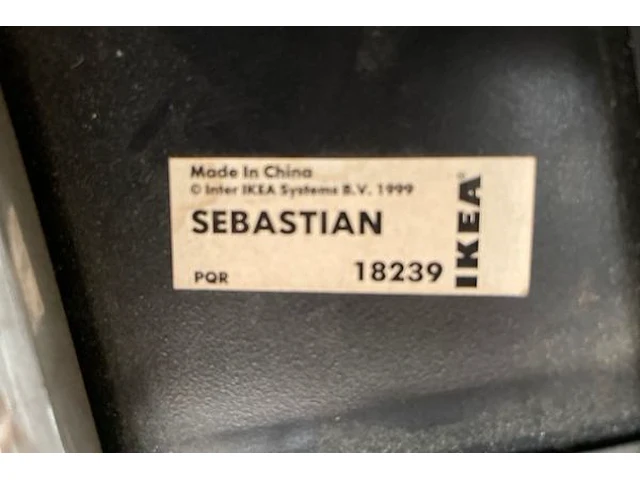 Made In China
© Inter IKEA Systems B.V. 1999
SEBASTIAN
PQR 18239
IKEA®